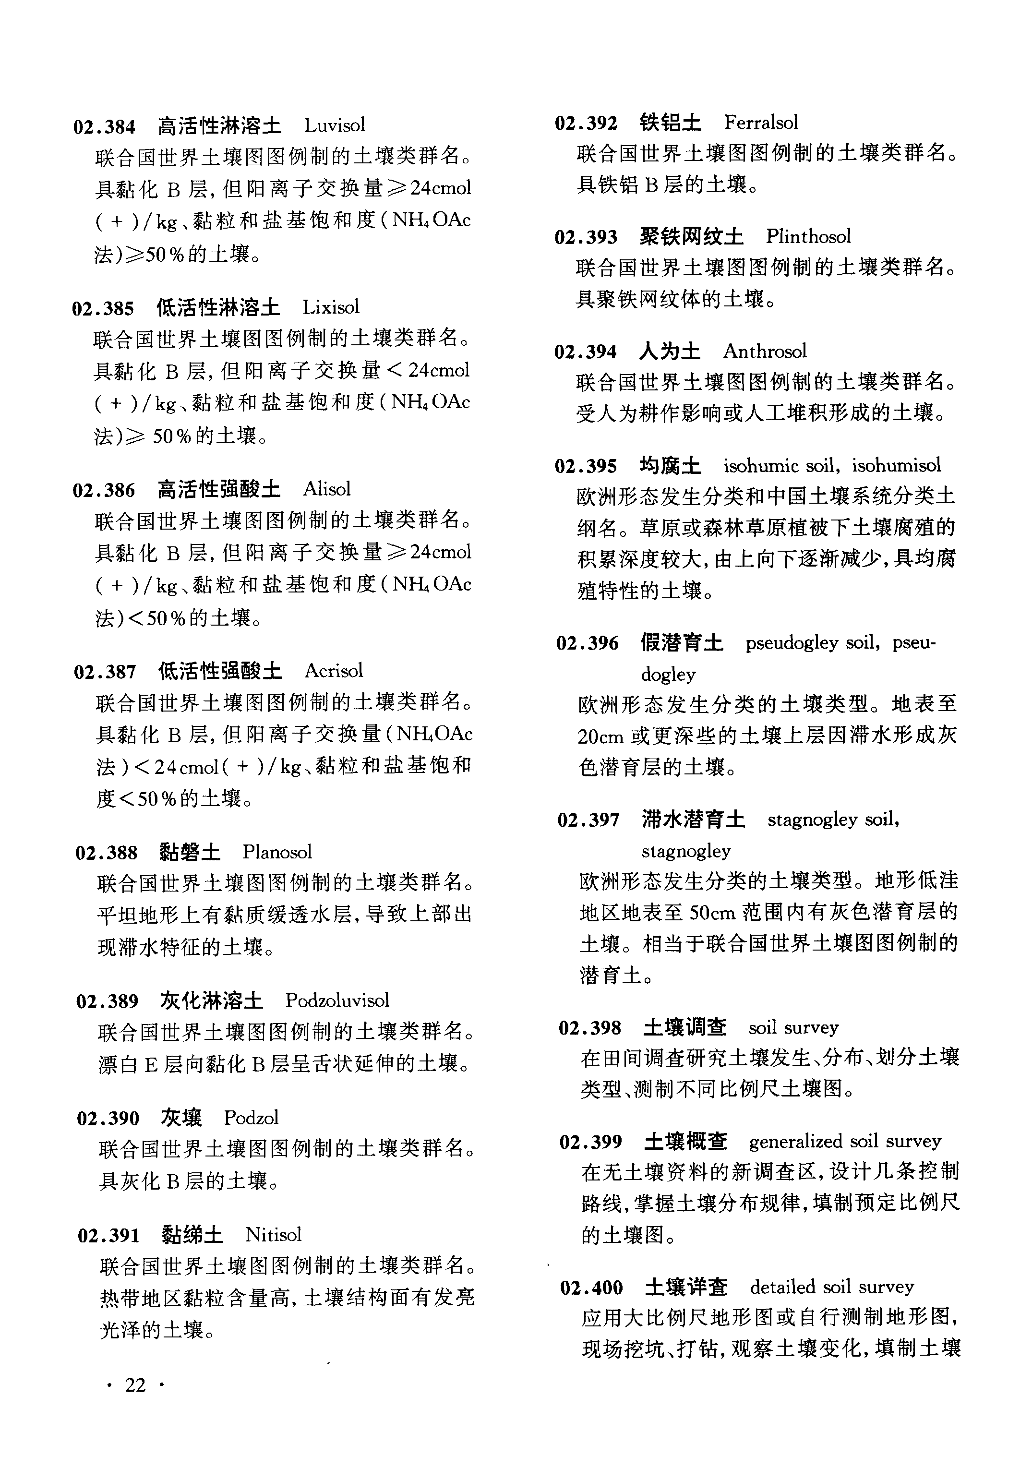 02.384 高活性淋溶土 Luvisol
联合国世界土壤图图例制的土壤类群名。
具黏化 B 层,但阳离子交换量≥24cmol
(+)/kg、黏粒和盐基饱和度(NH₄OAc
法)≥50%的土壤。
02.385 低活性淋溶土 Lixisol
联合国世界土壤图图例制的土壤类群名。
具黏化 B 层,但阳离子交换量<24cmol
(+)/kg、黏粒和盐基饱和度(NH₄OAc
法)≥50%的土壤。
02.386 高活性强酸土 Alisol
联合国世界土壤图图例制的土壤类群名。
具黏化 B 层,但阳离子交换量≥24cmol
(+)/kg、黏粒和盐基饱和度(NH₄OAc
法)<50%的土壤。
02.387 低活性强酸土 Acrisol
联合国世界土壤图图例制的土壤类群名。
具黏化 B 层,但阳离子交换量(NH₄OAc
法)<24cmol(+)/kg、黏粒和盐基饱和
度<50%的土壤。
02.388 黏磐土 Planosol
联合国世界土壤图图例制的土壤类群名。
平坦地形上有黏质缓透水层,导致上部出
现滞水特征的土壤。
02.389 灰化淋溶土 Podzoluvisol
联合国世界土壤图图例制的土壤类群名。
漂白 E 层向黏化 B 层呈舌状延伸的土壤。
02.390 灰壤 Podzol
联合国世界土壤图图例制的土壤类群名。
具灰化 B 层的土壤。
02.391 黏绨土 Nitisol
联合国世界土壤图图例制的土壤类群名。
热带地区黏粒含量高,土壤结构面有发亮
光泽的土壤。
· 22 ·
02.392 铁铝土 Ferralsol
联合国世界土壤图图例制的土壤类群名。
具铁铝 B 层的土壤。
02.393 聚铁网纹土 Plinthosol
联合国世界土壤图图例制的土壤类群名。
具聚铁网纹体的土壤。
02.394 人为土 Anthrosol
联合国世界土壤图图例制的土壤类群名。
受人为耕作影响或人工堆积形成的土壤。
02.395 均腐土 isohumic soil, isohumisol
欧洲形态发生分类和中国土壤系统分类土
纲名。草原或森林草原植被下土壤腐殖的
积累深度较大,由上向下逐渐减少,具均腐
殖特性的土壤。
02.396 假潜育土 pseudogley soil, pseu-
dogley
欧洲形态发生分类的土壤类型。地表至
20cm 或更深些的土壤上层因滞水形成灰
色潜育层的土壤。
02.397 滞水潜育土 stagnogley soil,
stagnogley
欧洲形态发生分类的土壤类型。地形低洼
地区地表至 50cm 范围内有灰色潜育层的
土壤。相当于联合国世界土壤图图例制的
潜育土。
02.398 土壤调查 soil survey
在田间调查研究土壤发生、分布、划分土壤
类型、测制不同比例尺土壤图。
02.399 土壤概查 generalized soil survey
在无土壤资料的新调查区,设计几条控制
路线,掌握土壤分布规律,填制预定比例尺
的土壤图。
02.400 土壤详查 detailed soil survey
应用大比例尺地形图或自行测制地形图,
现场挖坑、打钻,观察土壤变化,填制土壤